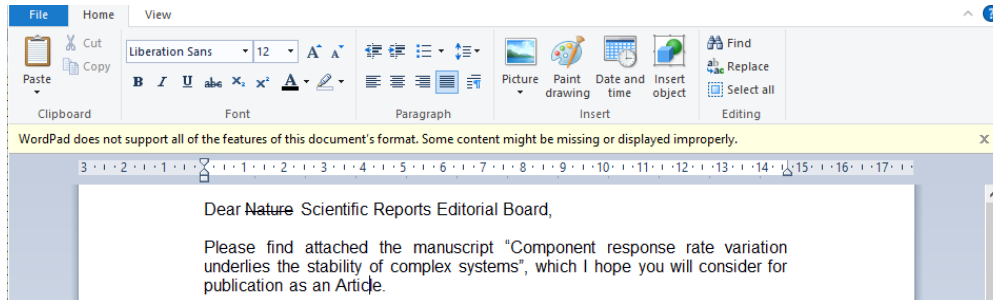 File Home View
Cut
Copy
Paste
Clipboard
Liberation Sans 12 A A
B I U abc X₂ X² A
Font
Paragraph
Picture Paint drawing Date and time Insert object
Insert
Find
Replace
Select all
Editing
WordPad does not support all of the features of this document's format. Some content might be missing or displayed improperly. x
3 2 1 1 2 3 4 5 6 7 8 9 10 11 12 13 14 15 16 17
Dear Nature Scientific Reports Editorial Board,
Please find attached the manuscript “Component response rate variation
underlies the stability of complex systems”, which I hope you will consider for
publication as an Article.